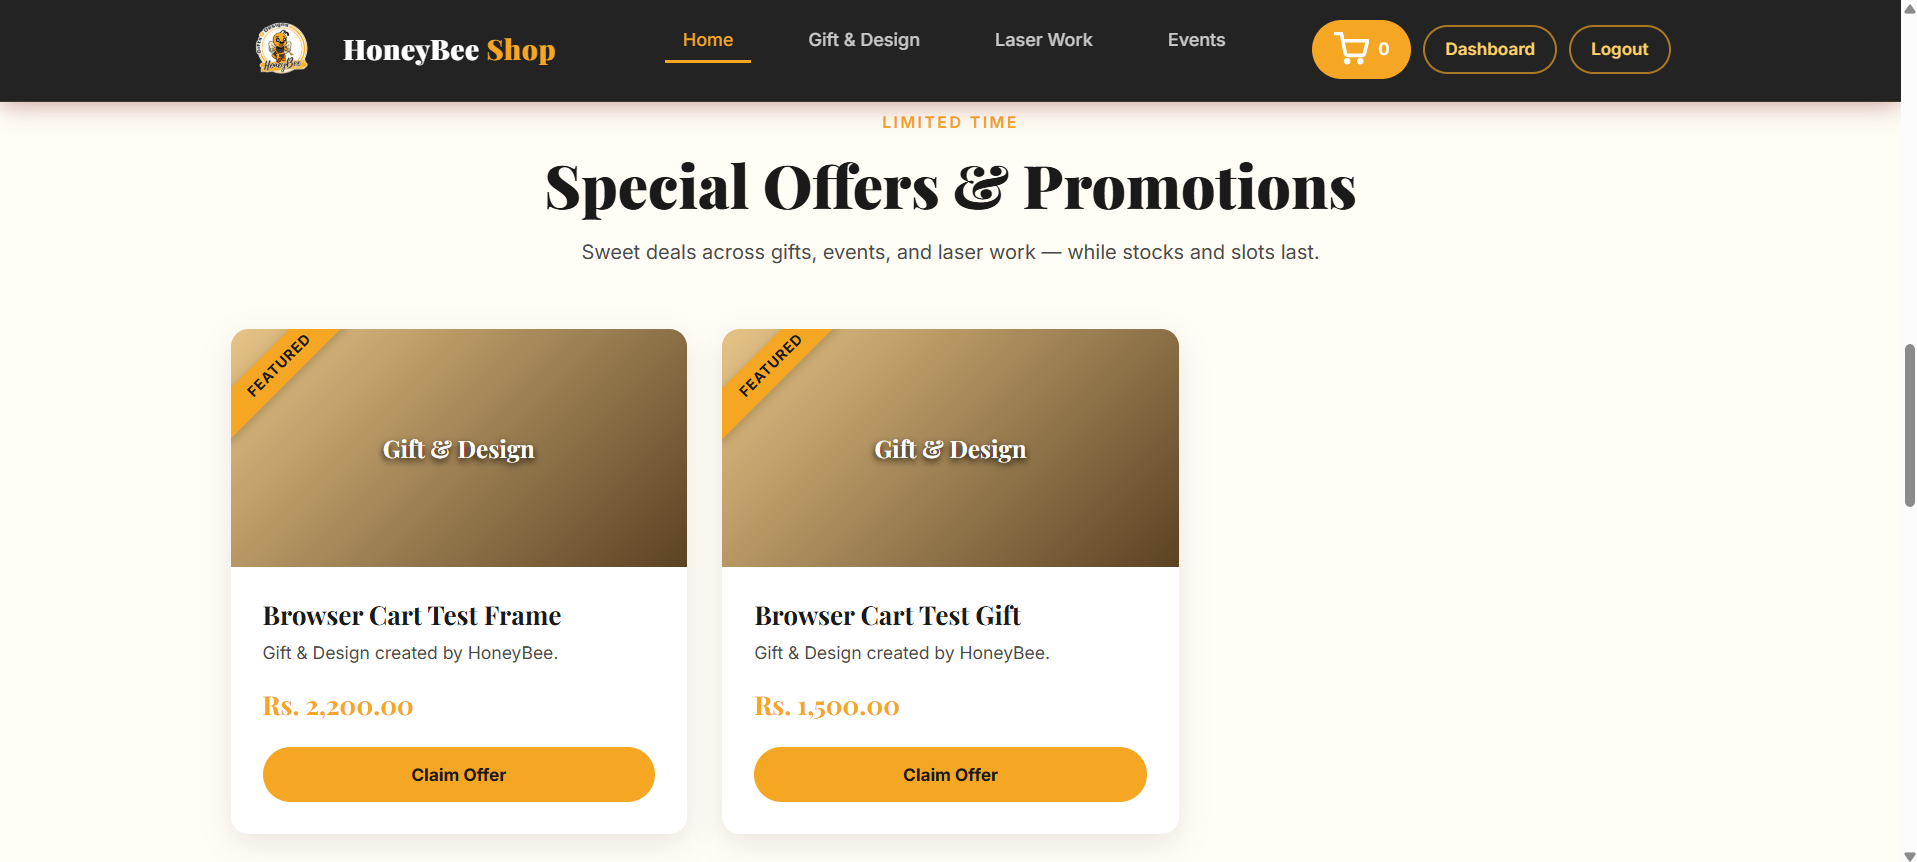 HoneyBee
HoneyBee Shop
Home
Gift & Design
Laser Work
Events
0
Dashboard
Logout
LIMITED TIME
Special Offers & Promotions
Sweet deals across gifts, events, and laser work — while stocks and slots last.
FEATURED
Gift & Design
Browser Cart Test Frame
Gift & Design created by HoneyBee.
Rs. 2,200.00
Claim Offer
FEATURED
Gift & Design
Browser Cart Test Gift
Gift & Design created by HoneyBee.
Rs. 1,500.00
Claim Offer